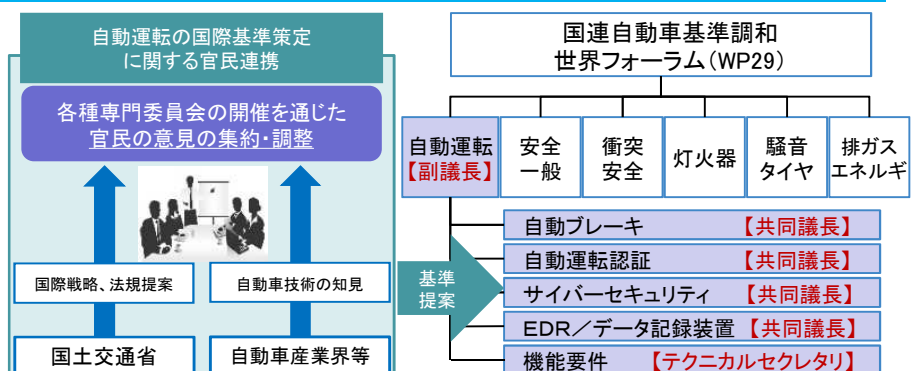 自動運転の国際基準策定
に関する官民連携
各種専門委員会の開催を通じた
官民の意見の集約・調整
国際戦略、法規提案
自動車技術の知見
国土交通省
自動車産業界等
基準
提案
国連自動車基準調和
世界フォーラム(WP29)
自動運転
【副議長】
安全
一般
衝突
安全
灯火器
騒音
タイヤ
排ガス
エネルギ
自動ブレーキ 【共同議長】
自動運転認証 【共同議長】
サイバーセキュリティ 【共同議長】
EDR/データ記録装置 【共同議長】
機能要件 【テクニカルセクレタリ】